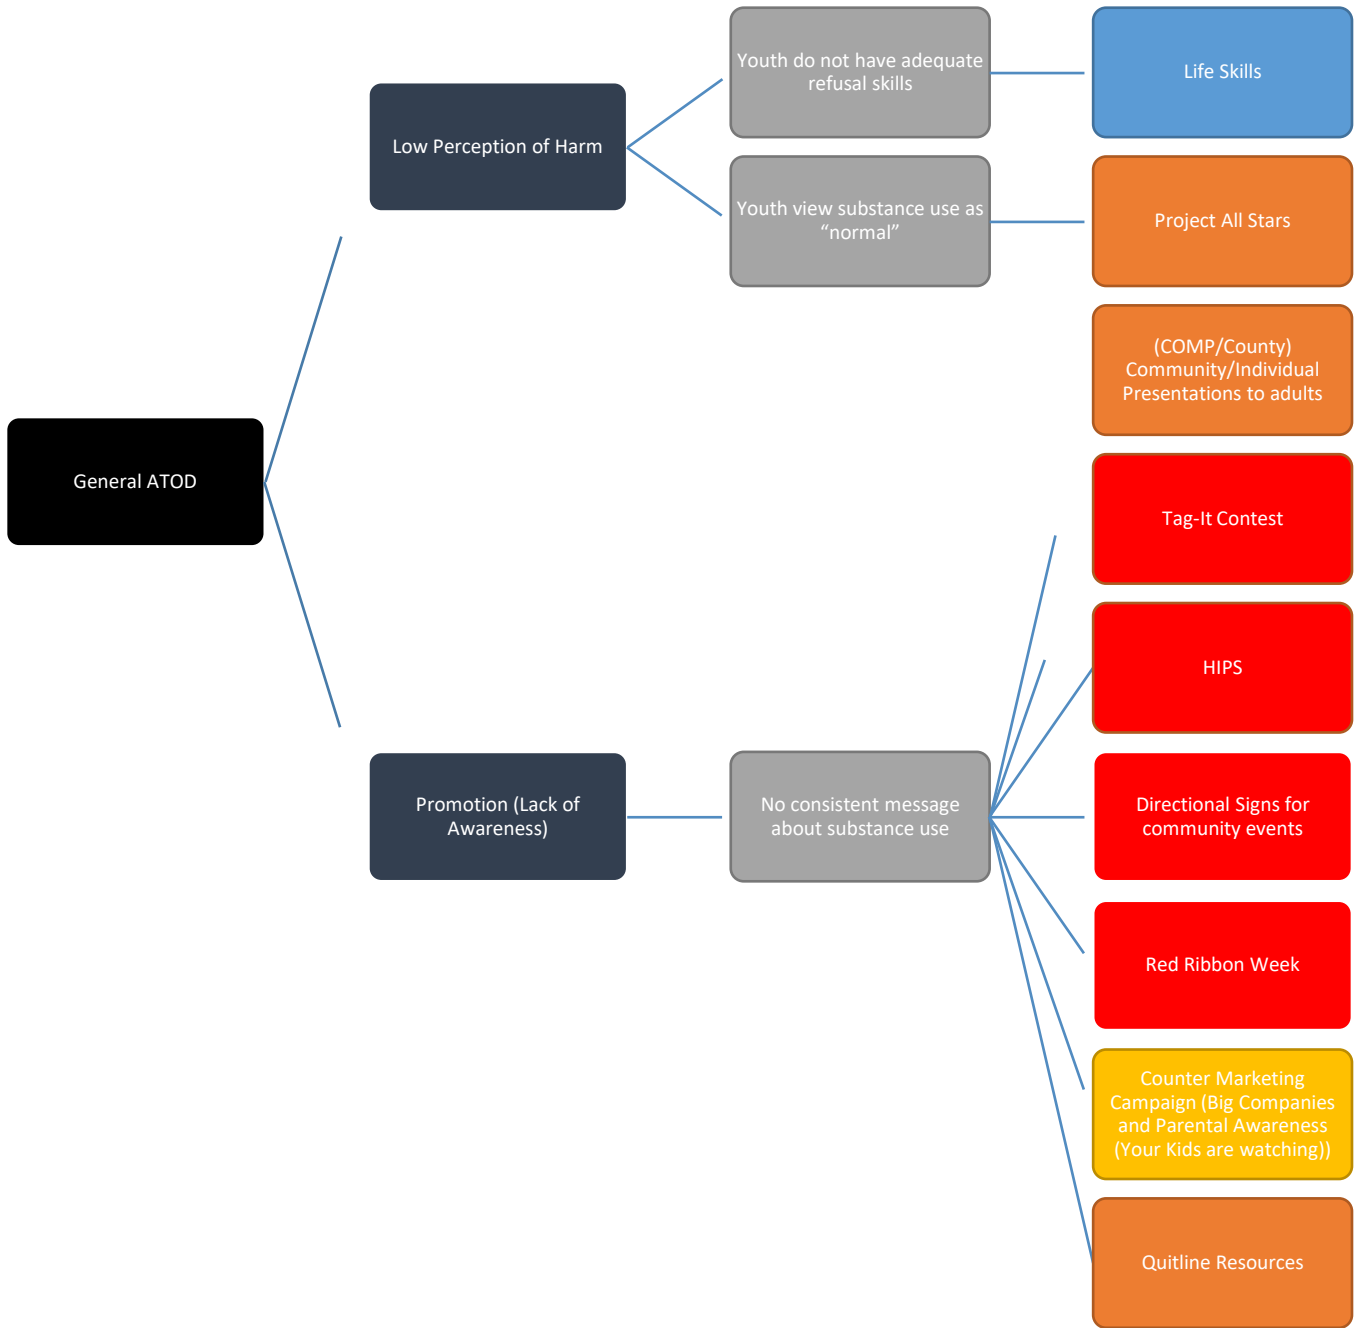 Youth do not have adequate
refusal skills
Life Skills
Low Perception of Harm
Youth view substance use as
“normal”
Project All Stars
(COMP/County)
Community/Individual
Presentations to adults
General ATOD
Tag-It Contest
HIPS
Promotion (Lack of
Awareness)
No consistent message
about substance use
Directional Signs for
community events
Red Ribbon Week
Counter Marketing
Campaign (Big Companies
and Parental Awareness
(Your Kids are watching))
Quitline Resources